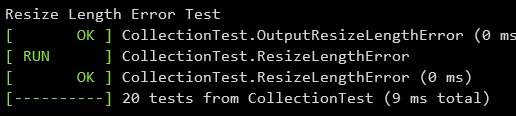 Resize Length Error Test
[       OK ] CollectionTest.OutputResizeLengthError (0 ms
[ RUN      ] CollectionTest.ResizeLengthError
[       OK ] CollectionTest.ResizeLengthError (0 ms)
[----------] 20 tests from CollectionTest (9 ms total)